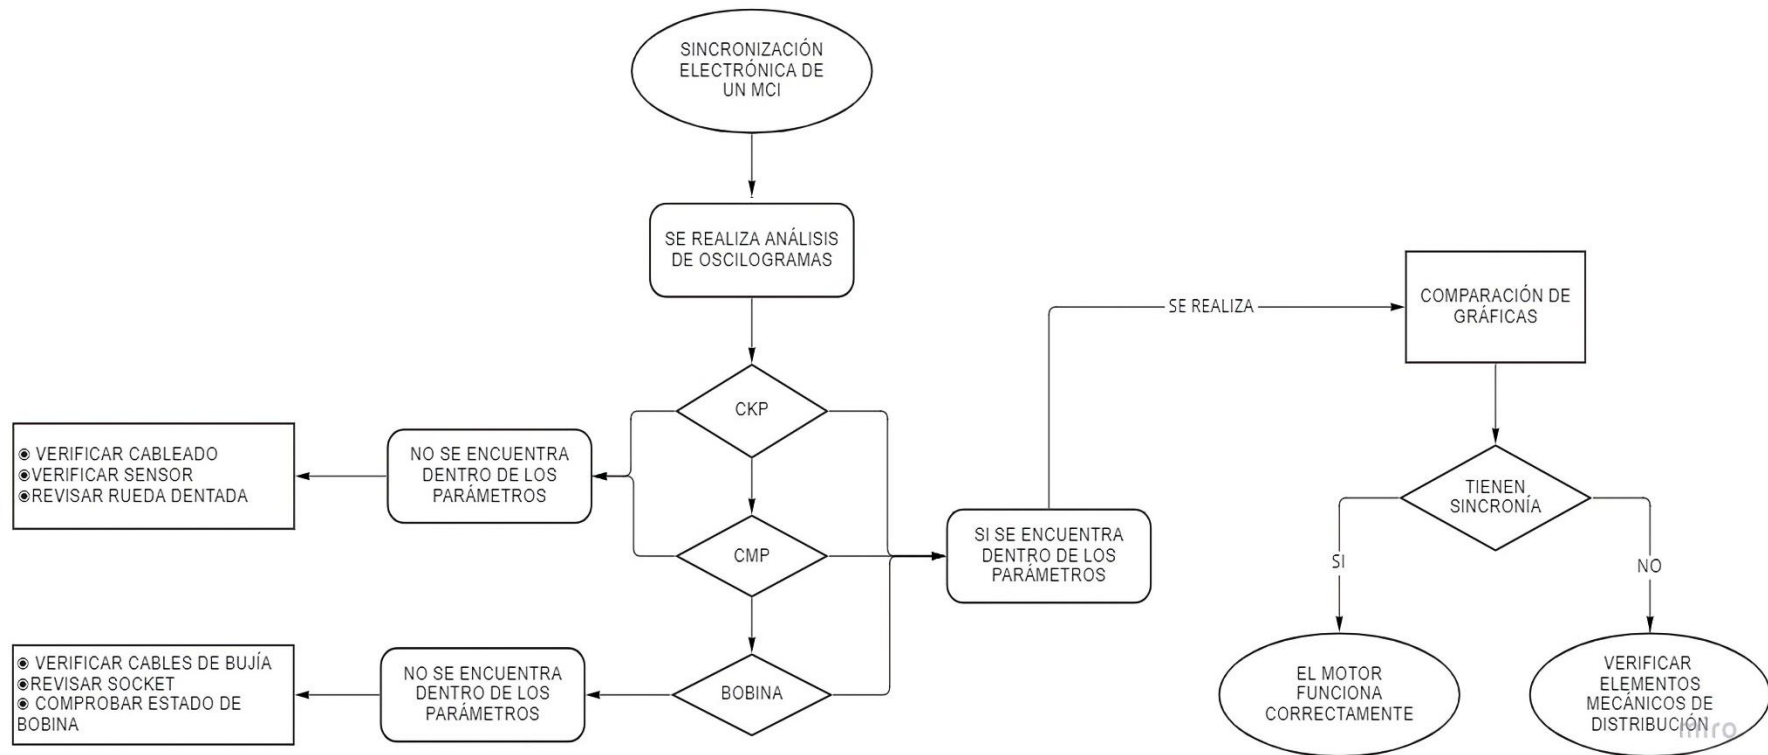 SINCRONIZACIÓN
ELECTRÓNICA DE
UN MCI
SE REALIZA ANÁLISIS
DE OSCILOGRAMAS
CKP
CMP
BOBINA
NO SE ENCUENTRA
DENTRO DE LOS
PARÁMETROS
◉ VERIFICAR CABLEADO
◉VERIFICAR SENSOR
◉REVISAR RUEDA DENTADA
NO SE ENCUENTRA
DENTRO DE LOS
PARÁMETROS
◉ VERIFICAR CABLES DE BUJÍA
◉REVISAR SOCKET
◉ COMPROBAR ESTADO DE
BOBINA
SI SE ENCUENTRA
DENTRO DE LOS
PARÁMETROS
SE REALIZA
COMPARACIÓN DE
GRÁFICAS
TIENEN
SINCRONÍA
SI
NO
EL MOTOR
FUNCIONA
CORRECTAMENTE
VERIFICAR
ELEMENTOS
MECÁNICOS DE
DISTRIBUCIÓN
miro